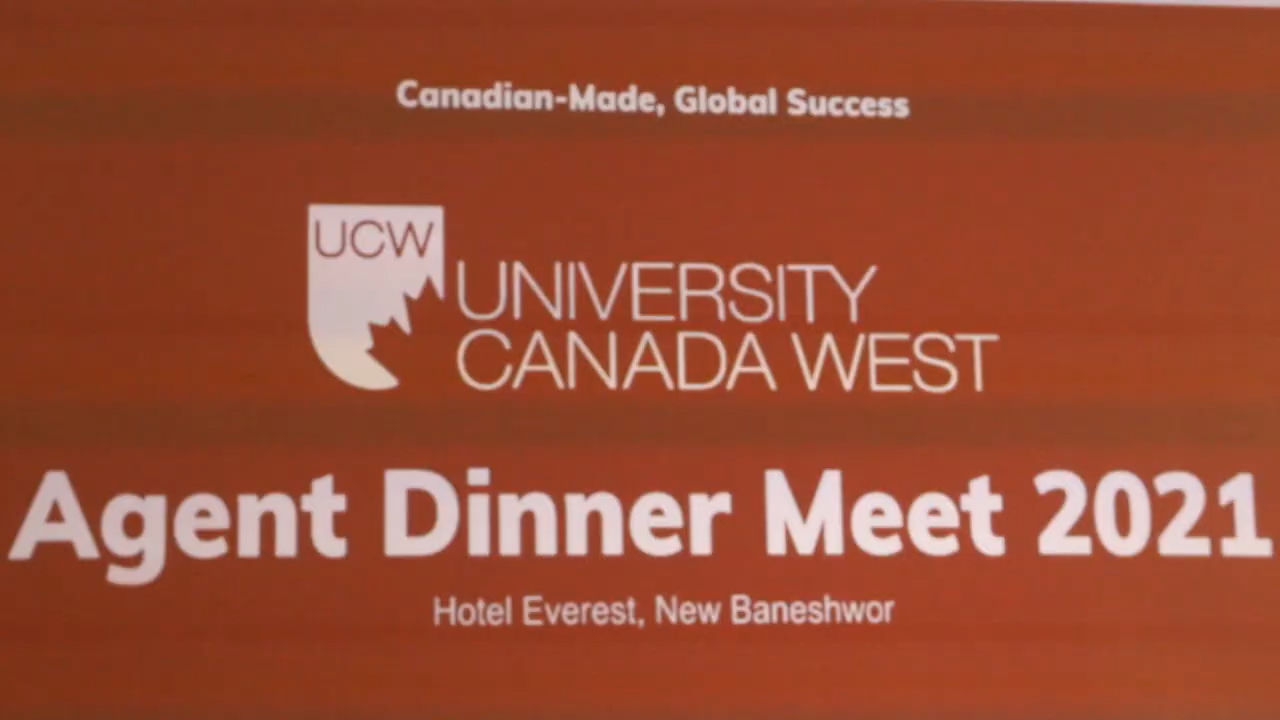 Canadian-Made, Global Success
UCW
UNIVERSITY
CANADA WEST
Agent Dinner Meet 2021
Hotel Everest, New Baneshwor